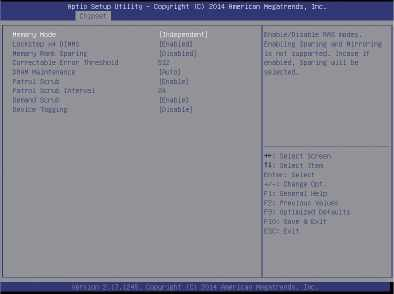 Aptio Setup Utility - Copyright (C) 2014 American Megatrends, Inc.
Chipset
Memory Mode [Independent]
Lockstep x4 DIMMs [Enabled]
Memory Rank Sparing [Disabled]
Correctable Error Threshold 512
DRAM Maintenance [Auto]
Patrol Scrub [Enable]
Patrol Scrub Interval 24
Demand Scrub [Enable]
Device Tagging [Disable]
Enable/Disable RAS modes.
Enabling Sparing and Mirroring
is not supported. Incase if
enabled, Sparing will be
selected.
→←: Select Screen
↑↓: Select Item
Enter: Select
+/-: Change Opt.
F1: General Help
F2: Previous Values
F9: Optimized Defaults
F10: Save & Exit
ESC: Exit
Version 2.17.1245. Copyright (C) 2014 American Megatrends, Inc.